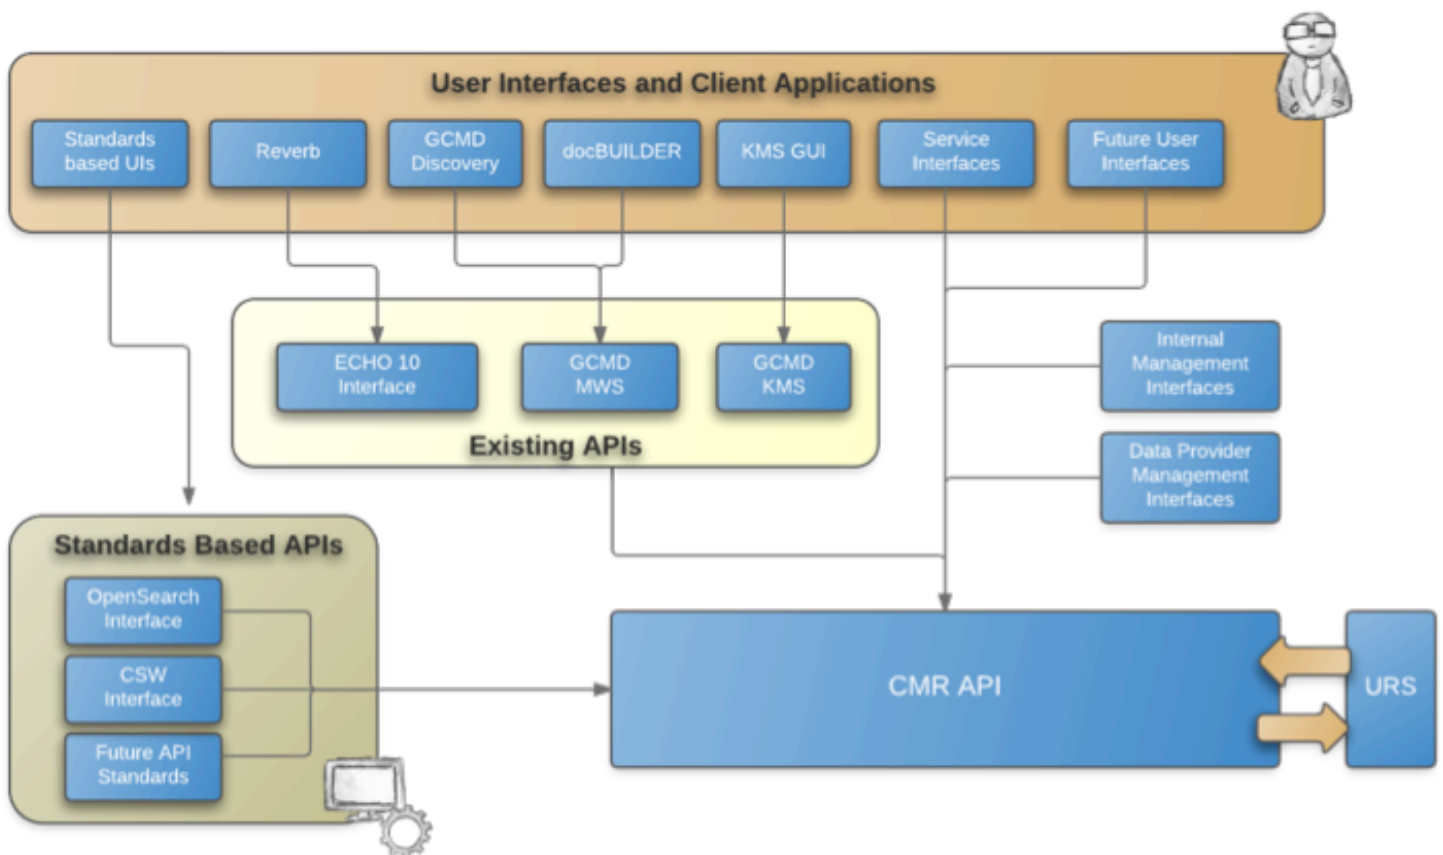 User Interfaces and Client Applications
Standards
based UIs
Reverb
GCMD
Discovery
docBUILDER
KMS GUI
Service
Interfaces
Future User
Interfaces
ECHO 10
Interface
GCMD
MWS
GCMD
KMS
Existing APIs
Internal
Management
Interfaces
Data Provider
Management
Interfaces
Standards Based APIs
OpenSearch
Interface
CSW
Interface
Future API
Standards
CMR API
URS